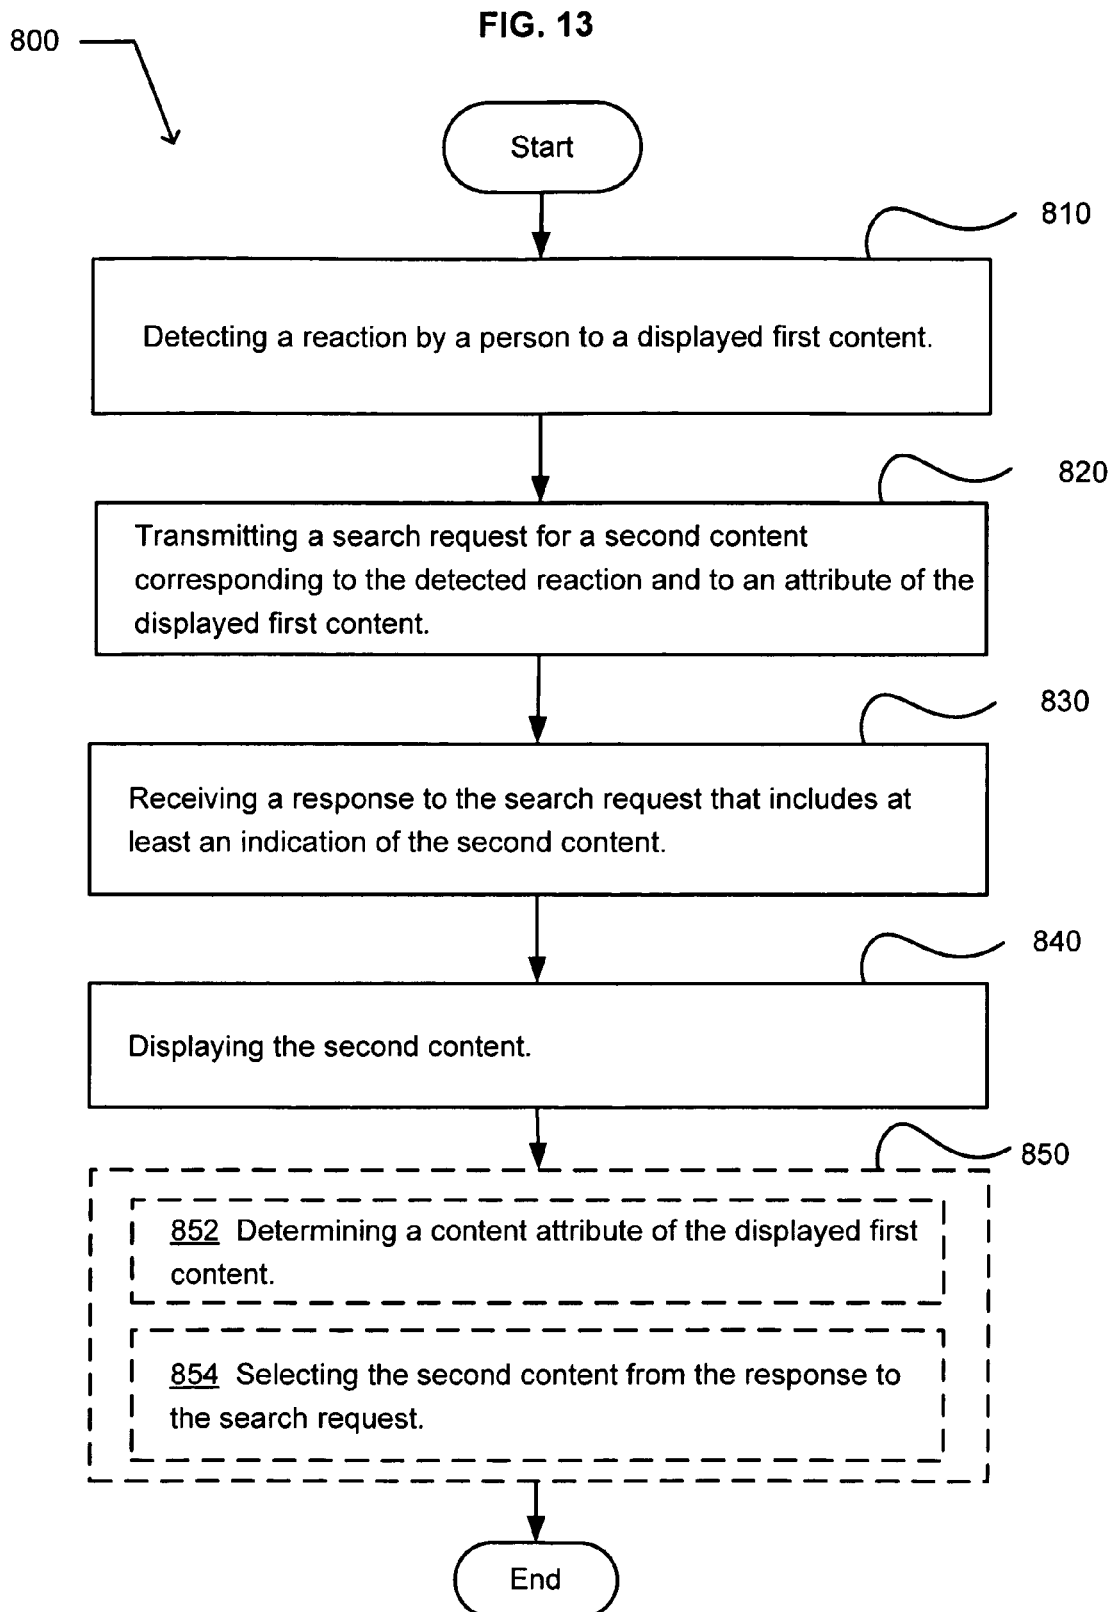 FIG. 13
800
Start
810
Detecting a reaction by a person to a displayed first content.
820
Transmitting a search request for a second content
corresponding to the detected reaction and to an attribute of the
displayed first content.
830
Receiving a response to the search request that includes at
least an indication of the second content.
840
Displaying the second content.
850
852 Determining a content attribute of the displayed first
content.
854 Selecting the second content from the response to
the search request.
End